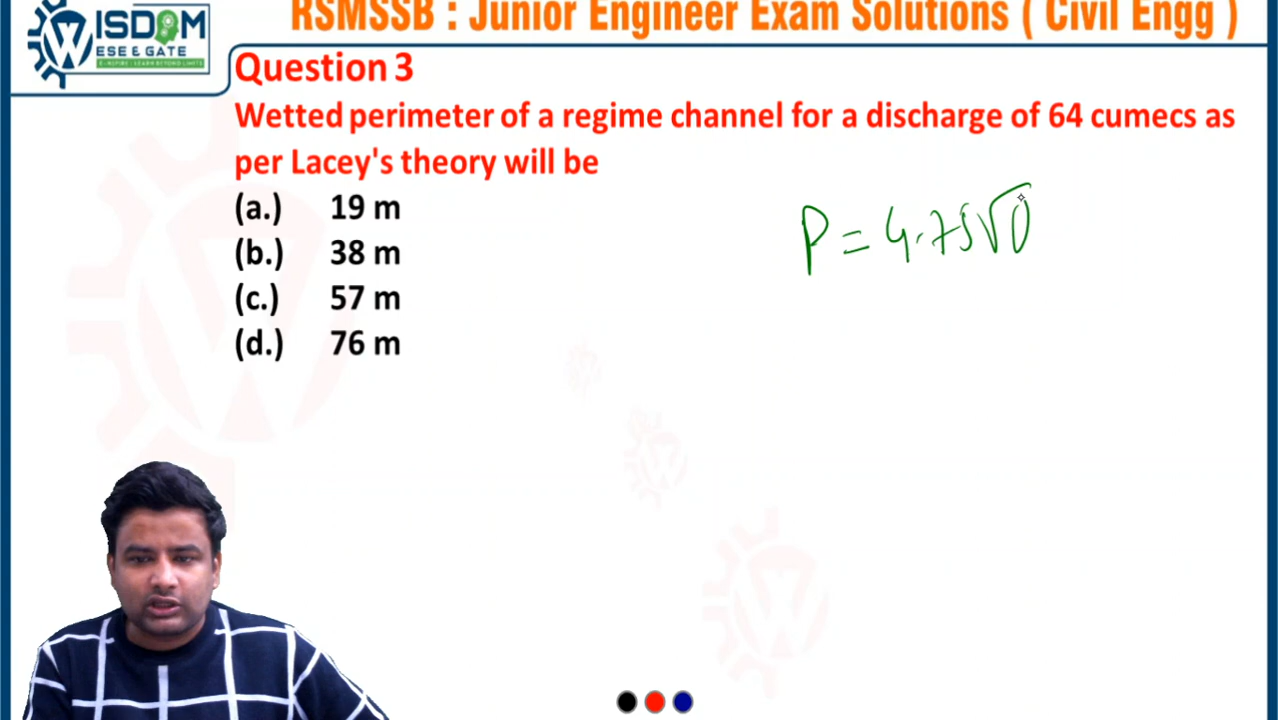 RSMSSB : Junior Engineer Exam Solutions ( Civil Engg )
WISDOM
ESE & GATE
Question 3
Wetted perimeter of a regime channel for a discharge of 64 cumecs as
per Lacey's theory will be
(a.) 19 m
(b.) 38 m
(c.) 57 m
(d.) 76 m
P = 4.75√Q